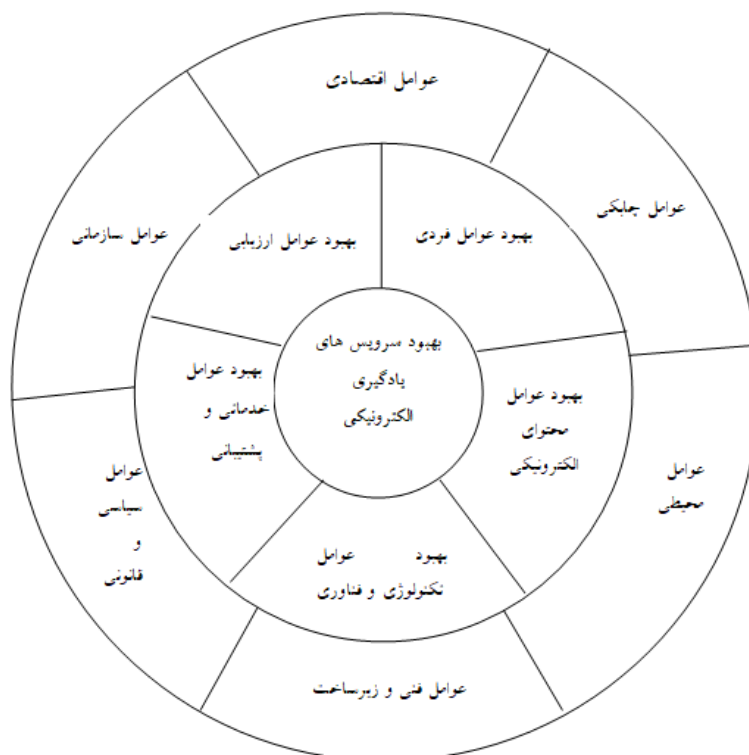 عوامل اقتصادی
عوامل چابکی
عوامل سازمانی
بهبود عوامل فردی
بهبود عوامل ارزیابی
بهبود سرویس های
یادگیری
الکترونیکی
بهبود عوامل
خدماتی و
پشتیبانی
بهبود عوامل
محتوای
الکترونیکی
عوامل
محیطی
عوامل
سیاسی
و
قانونی
بهبود عوامل
تکنولوژی و فناوری
عوامل فنی و زیرساخت